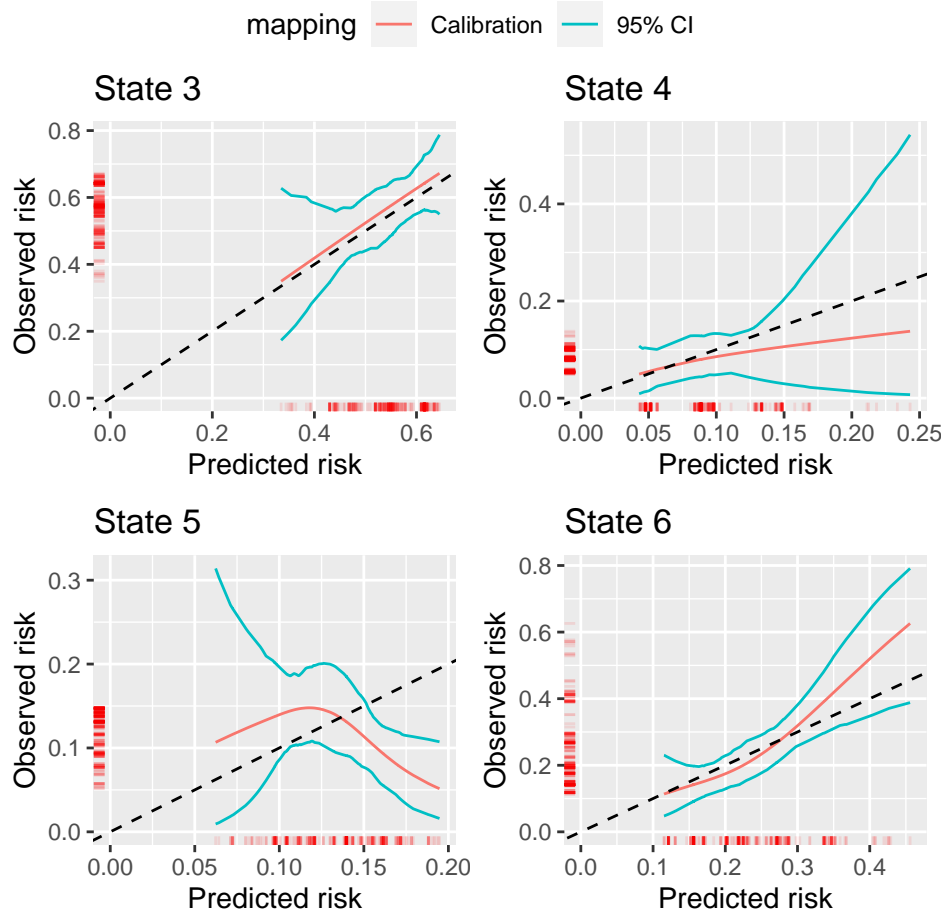 mapping Calibration 95% CI
State 3
Observed risk
0.8
0.6
0.4
0.2
0.0
0.0 0.2 0.4 0.6
Predicted risk
State 4
Observed risk
0.4
0.2
0.0
0.00 0.05 0.10 0.15 0.20 0.25
Predicted risk
State 5
Observed risk
0.3
0.2
0.1
0.0
0.00 0.05 0.10 0.15 0.20
Predicted risk
State 6
Observed risk
0.8
0.6
0.4
0.2
0.0
0.0 0.1 0.2 0.3 0.4
Predicted risk